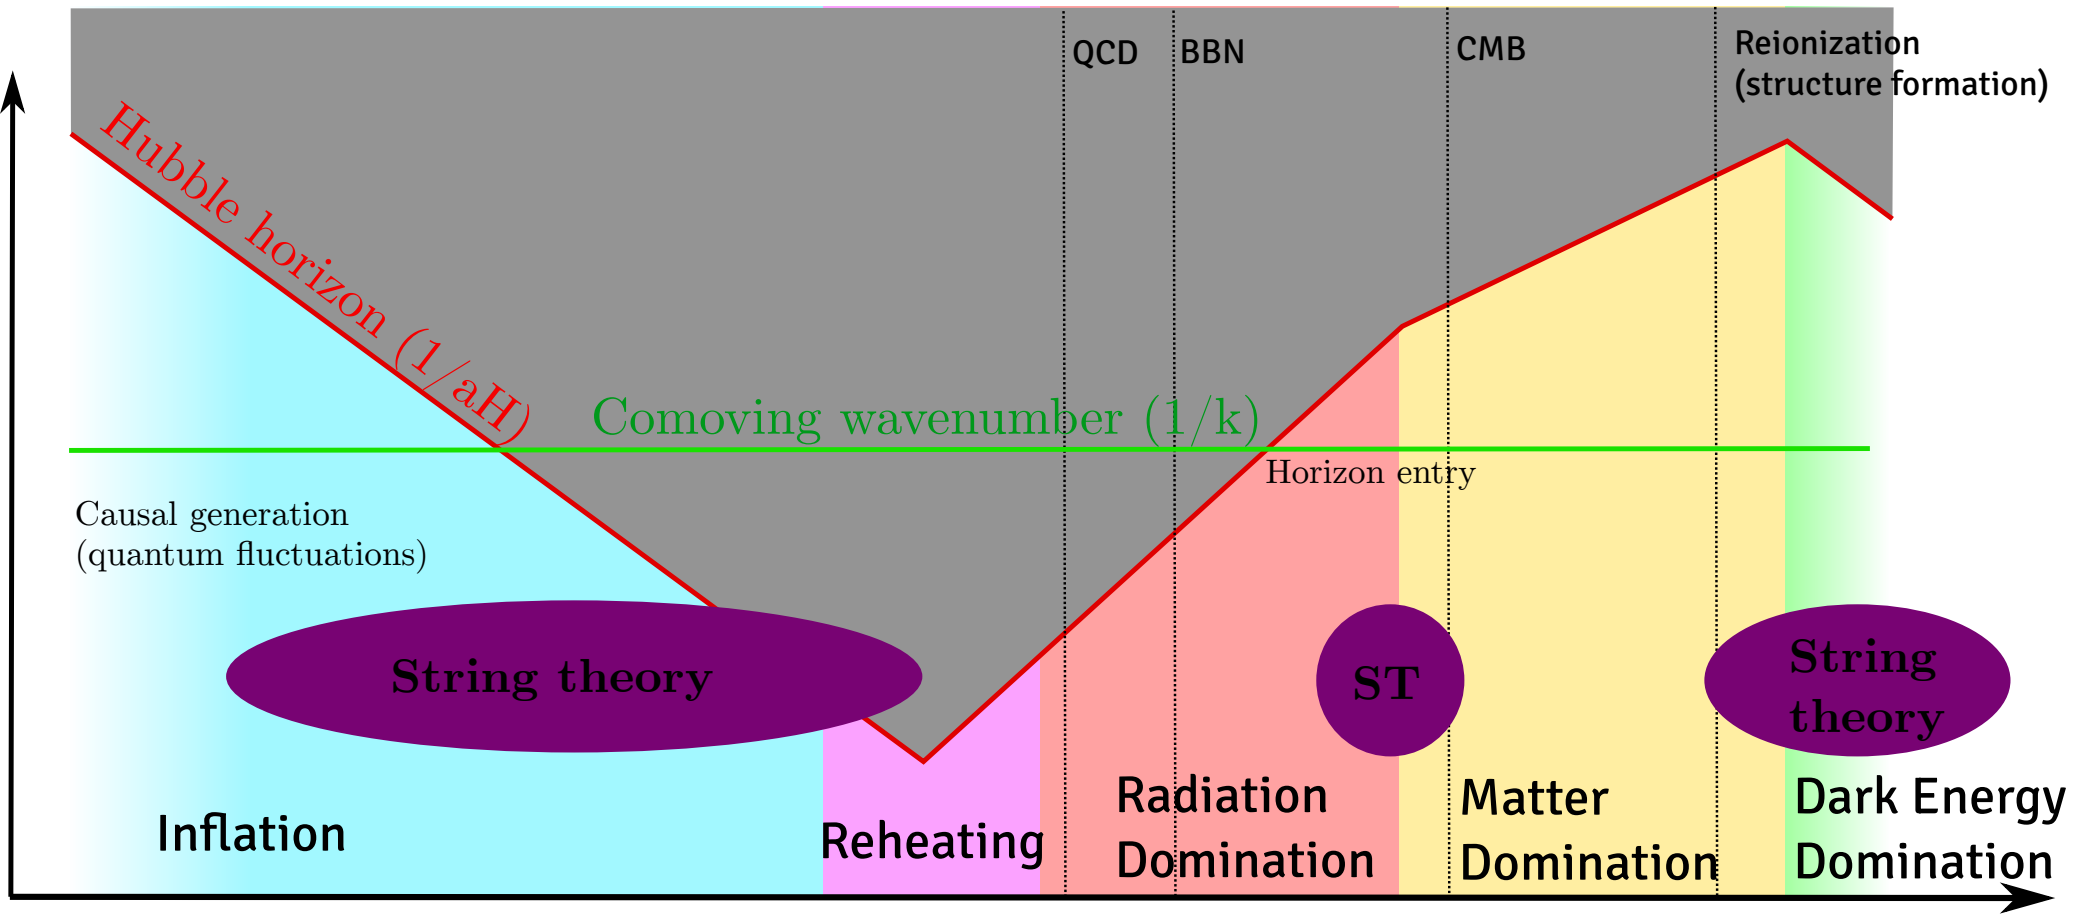 QCD
BBN
CMB
Reionization
(structure formation)
Hubble horizon (1/aH)
Comoving wavenumber (1/k)
Horizon entry
Causal generation
(quantum fluctuations)
String theory
ST
String
theory
Inflation
Reheating
Radiation
Domination
Matter
Domination
Dark Energy
Domination